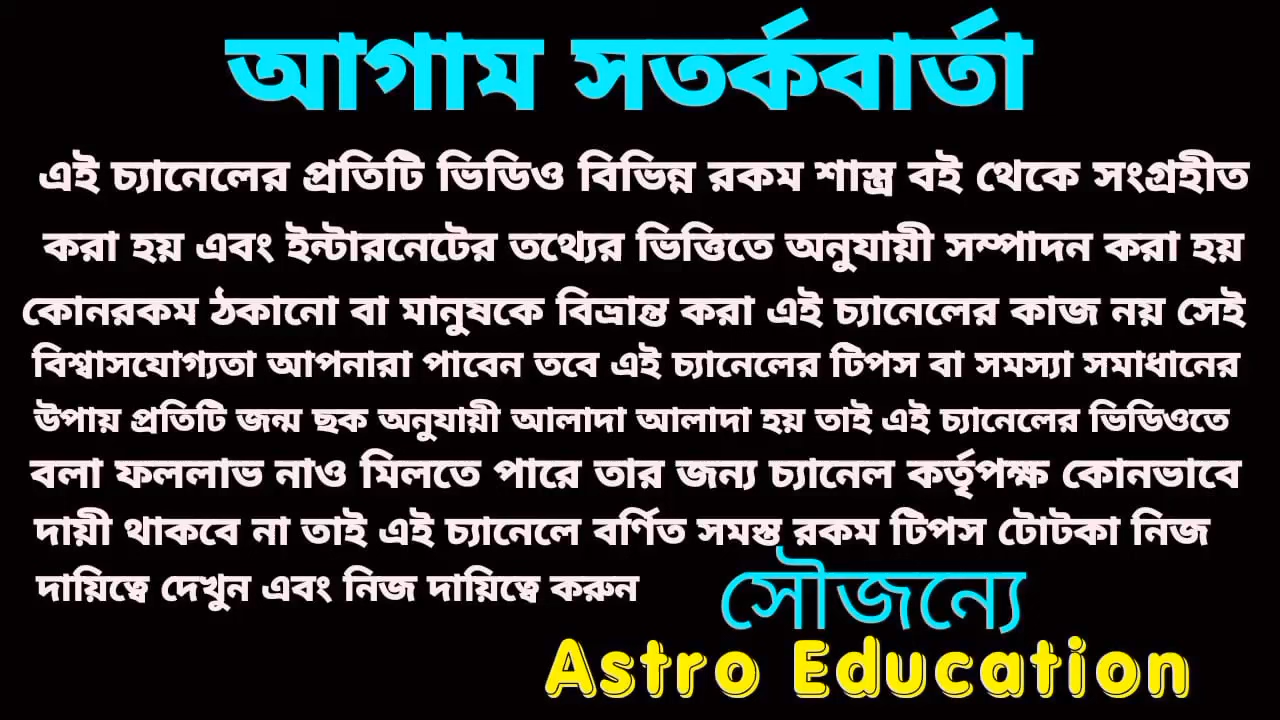 আগাম সতর্কবার্তা
এই চ্যানেলের প্রতিটি ভিডিও বিভিন্ন রকম শাস্ত্র বই থেকে সংগ্রহীত
করা হয় এবং ইন্টারনেটের তথ্যের ভিত্তিতে অনুযায়ী সম্পাদন করা হয়
কোনরকম ঠকানো বা মানুষকে বিভ্রান্ত করা এই চ্যানেলের কাজ নয় সেই
বিশ্বাসযোগ্যতা আপনারা পাবেন তবে এই চ্যানেলের টিপস বা সমস্যা সমাধানের
উপায় প্রতিটি জন্ম ছক অনুযায়ী আলাদা আলাদা হয় তাই এই চ্যানেলের ভিডিওতে
বলা ফললাভ নাও মিলতে পারে তার জন্য চ্যানেল কর্তৃপক্ষ কোনভাবে
দায়ী থাকবে না তাই এই চ্যানেলে বর্ণিত সমস্ত রকম টিপস টোটকা নিজ
দায়িত্বে দেখুন এবং নিজ দায়িত্বে করুন
সৌজন্যে
Astro Education